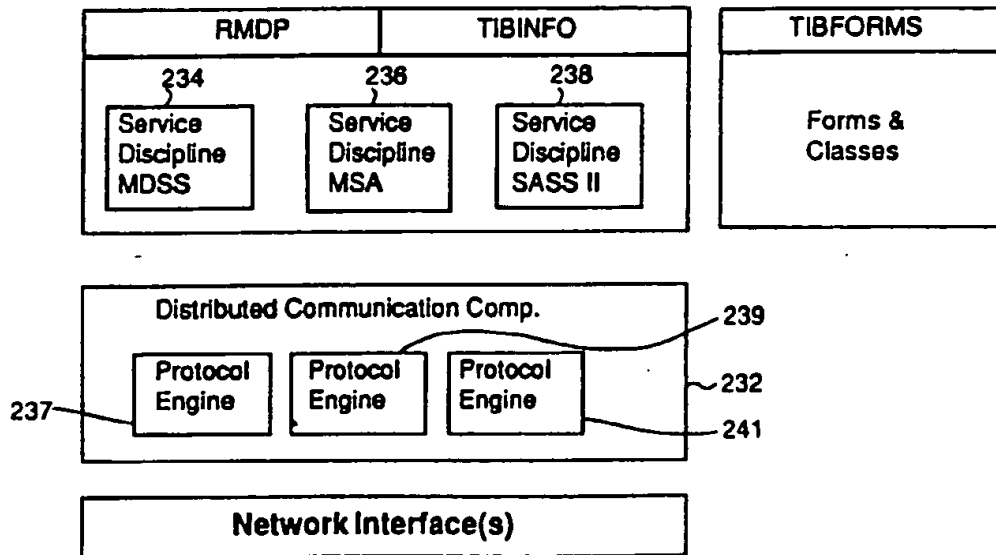 RMDP TIBINFO TIBFORMS
234 236 238
Service Discipline MDSS
Service Discipline MSA
Service Discipline SASS II
Forms & Classes
Distributed Communication Comp.
239
Protocol Engine
Protocol Engine
Protocol Engine
232
237
241
Network Interface(s)